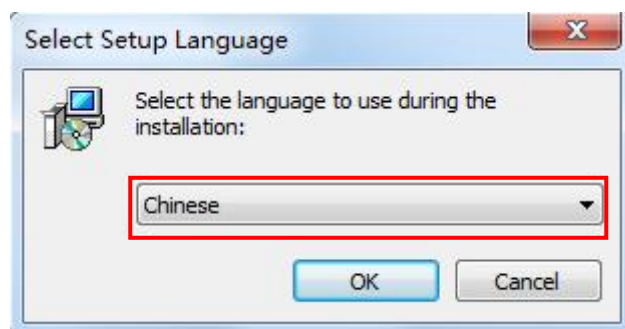 Select Setup Language
Select the language to use during the
installation:
Chinese
OK
Cancel